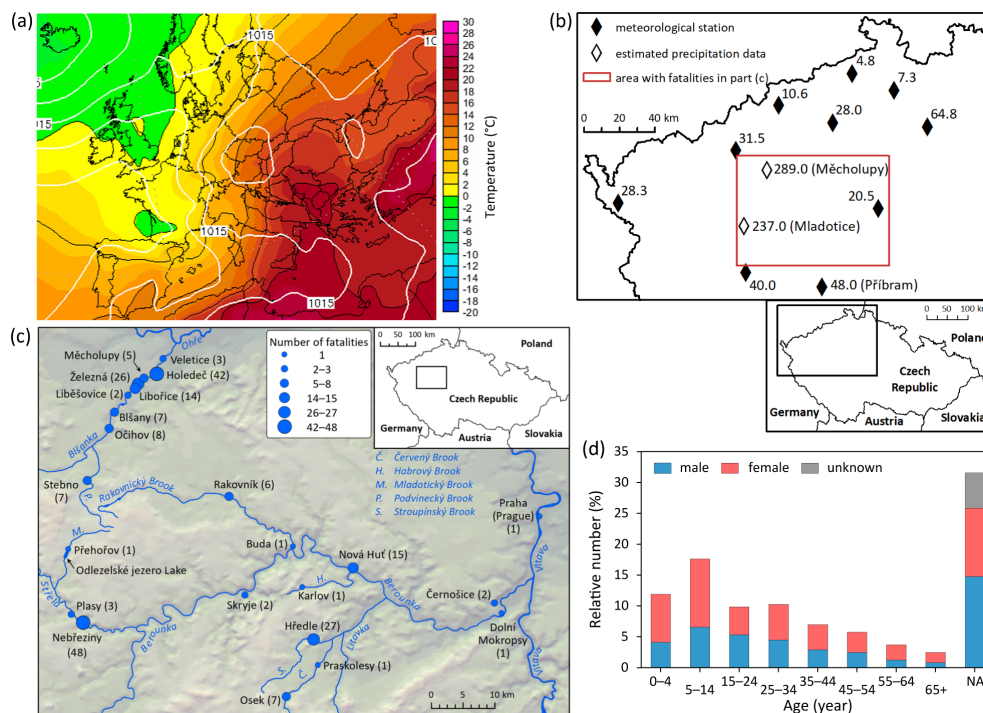 (a)
1015
10
15
015
1015
1015
Temperature (°C)
30
28
26
24
22
20
18
16
14
12
10
8
6
4
2
0
-2
-4
-6
-8
-10
-12
-14
-16
-18
-20
(b)
meteorological station
estimated precipitation data
area with fatalities in part (c)
0 20 40 km
4.8
7.3
10.6
28.0
64.8
31.5
289.0 (Měcholupy)
28.3
20.5
237.0 (Mladotice)
40.0
48.0 (Příbram)
0 50 100 km
Poland
Czech
Republic
Germany
Austria
Slovakia
(c)
Ohře
Měcholupy (5)
Veletice (3)
Železná (26)
Holedeč (42)
Liběšovice (2)
Libořice (14)
Blšany (7)
Očihov (8)
Blšanka
Stebno
(7)
P.
Rakovnický Brook
Rakovník (6)
M.
Přehořov (1)
Odlezelské jezero Lake
Střela
Plasy (3)
Nebřeziny
(48)
Berounka
Buda (1)
Skryje (2)
Nová Huť (15)
H.
Karlov (1)
Berounka
Hředle (27)
Litavka
S.
Č.
Praskolesy (1)
Osek (7)
Praha
(Prague)
(1)
Vltava
Černošice (2)
Dolní
Mokropsy
(1)
Vltava
0 5 10 km
Number of fatalities
1
2–3
5–8
14–15
26–27
42–48
0 50 100 km
Poland
Czech Republic
Germany
Austria
Slovakia
Č. Červený Brook
H. Habrový Brook
M. Mladotický Brook
P. Podvinecký Brook
S. Stroupínský Brook
(d)
male female unknown
Relative number (%)
35
30
25
20
15
10
5
0
0–4
5–14
15–24
25–34
35–44
45–54
55–64
65+
NA
Age (year)